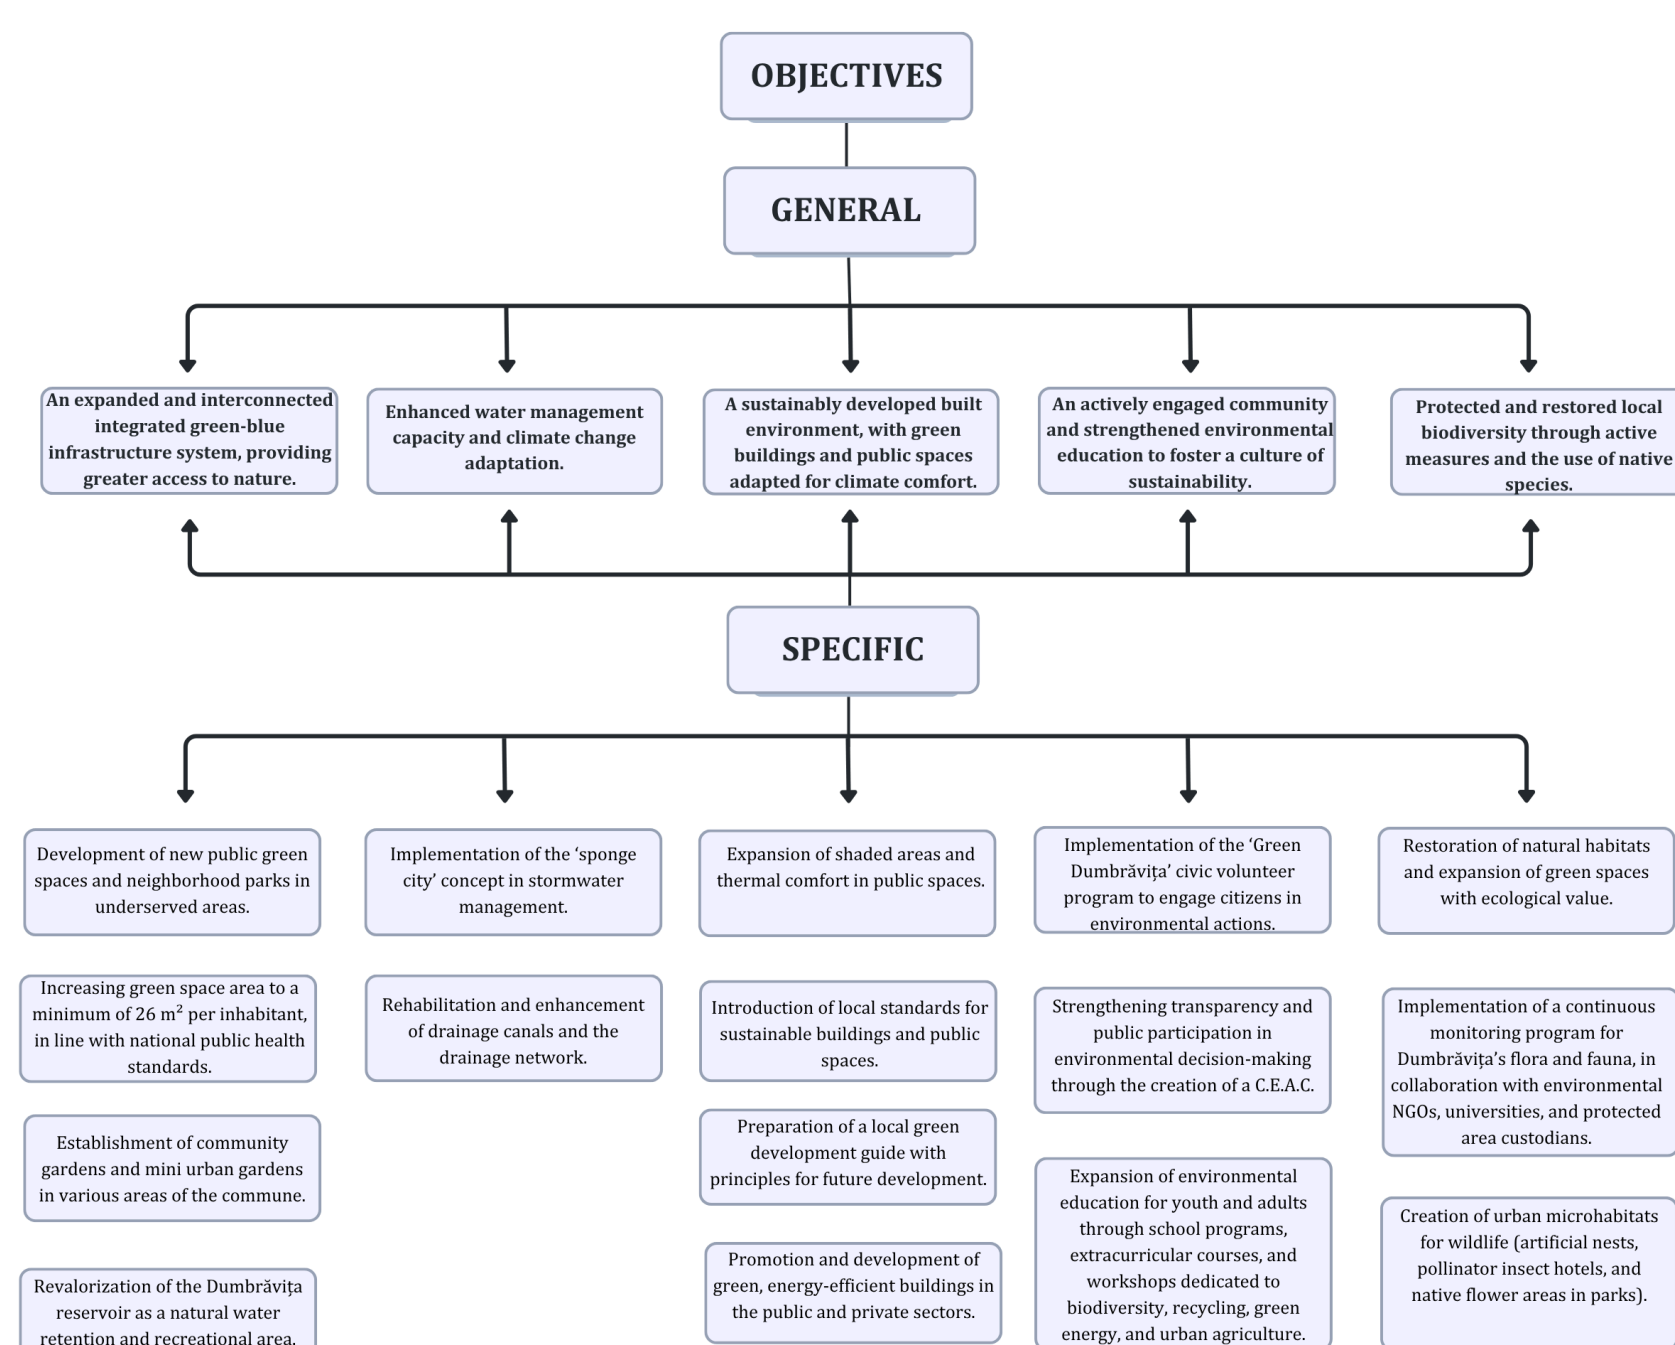 OBJECTIVES
GENERAL
An expanded and interconnected
integrated green-blue
infrastructure system, providing
greater access to nature.
Enhanced water management
capacity and climate change
adaptation.
A sustainably developed built
environment, with green
buildings and public spaces
adapted for climate comfort.
An actively engaged community
and strengthened environmental
education to foster a culture of
sustainability.
Protected and restored local
biodiversity through active
measures and the use of native
species.
SPECIFIC
Development of new public green
spaces and neighborhood parks in
underserved areas.
Implementation of the ‘sponge
city’ concept in stormwater
management.
Expansion of shaded areas and
thermal comfort in public spaces.
Implementation of the ‘Green
Dumbrăvița’ civic volunteer
program to engage citizens in
environmental actions.
Restoration of natural habitats
and expansion of green spaces
with ecological value.
Increasing green space area to a
minimum of 26 m² per inhabitant,
in line with national public health
standards.
Rehabilitation and enhancement
of drainage canals and the
drainage network.
Introduction of local standards for
sustainable buildings and public
spaces.
Strengthening transparency and
public participation in
environmental decision-making
through the creation of a C.E.A.C.
Implementation of a continuous
monitoring program for
Dumbrăvița’s flora and fauna, in
collaboration with environmental
NGOs, universities, and protected
area custodians.
Establishment of community
gardens and mini urban gardens
in various areas of the commune.
Preparation of a local green
development guide with
principles for future development.
Expansion of environmental
education for youth and adults
through school programs,
extracurricular courses, and
workshops dedicated to
biodiversity, recycling, green
energy, and urban agriculture.
Creation of urban microhabitats
for wildlife (artificial nests,
pollinator insect hotels, and
native flower areas in parks).
Revalorization of the Dumbrăvița
reservoir as a natural water
retention and recreational area.
Promotion and development of
green, energy-efficient buildings in
the public and private sectors.